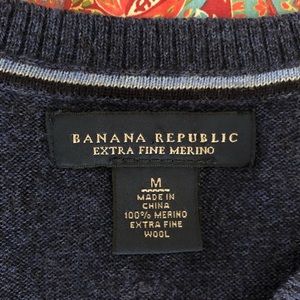 BANANA REPUBLIC
EXTRA FINE MERINO
M
MADE IN
CHINA
100% MERINO
EXTRA FINE
WOOL